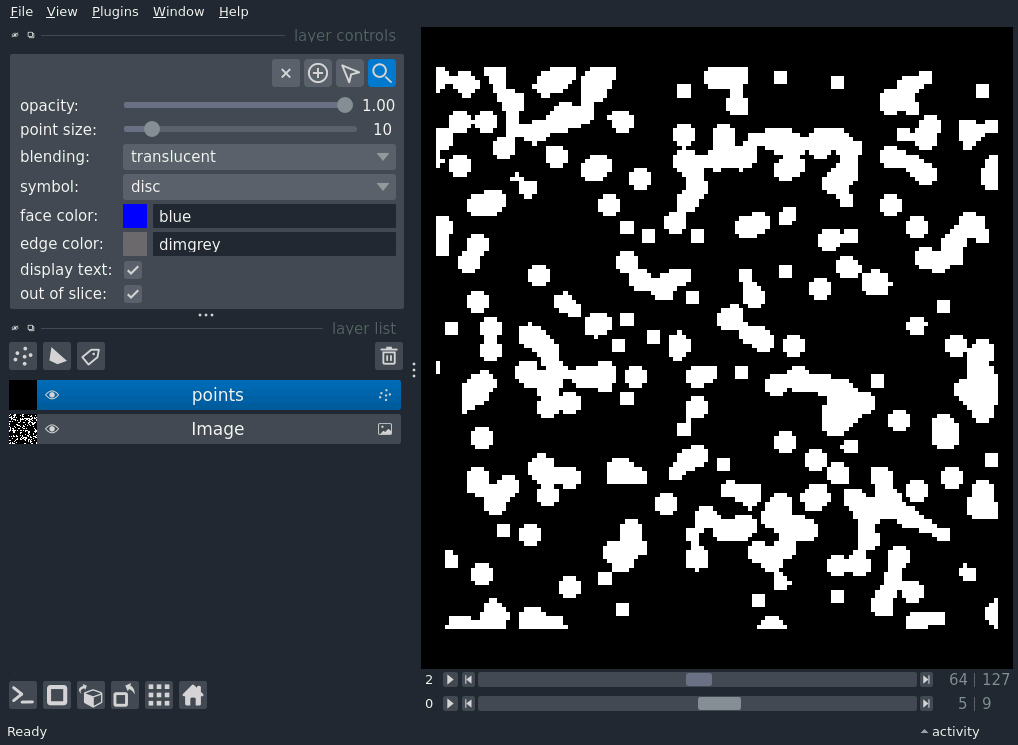 File View Plugins Window Help
layer controls
opacity: 1.00
point size: 10
blending: translucent
symbol: disc
face color: blue
edge color: dimgrey
display text:
out of slice:
layer list
points
Image
2 64 | 127
0 5 | 9
Ready activity